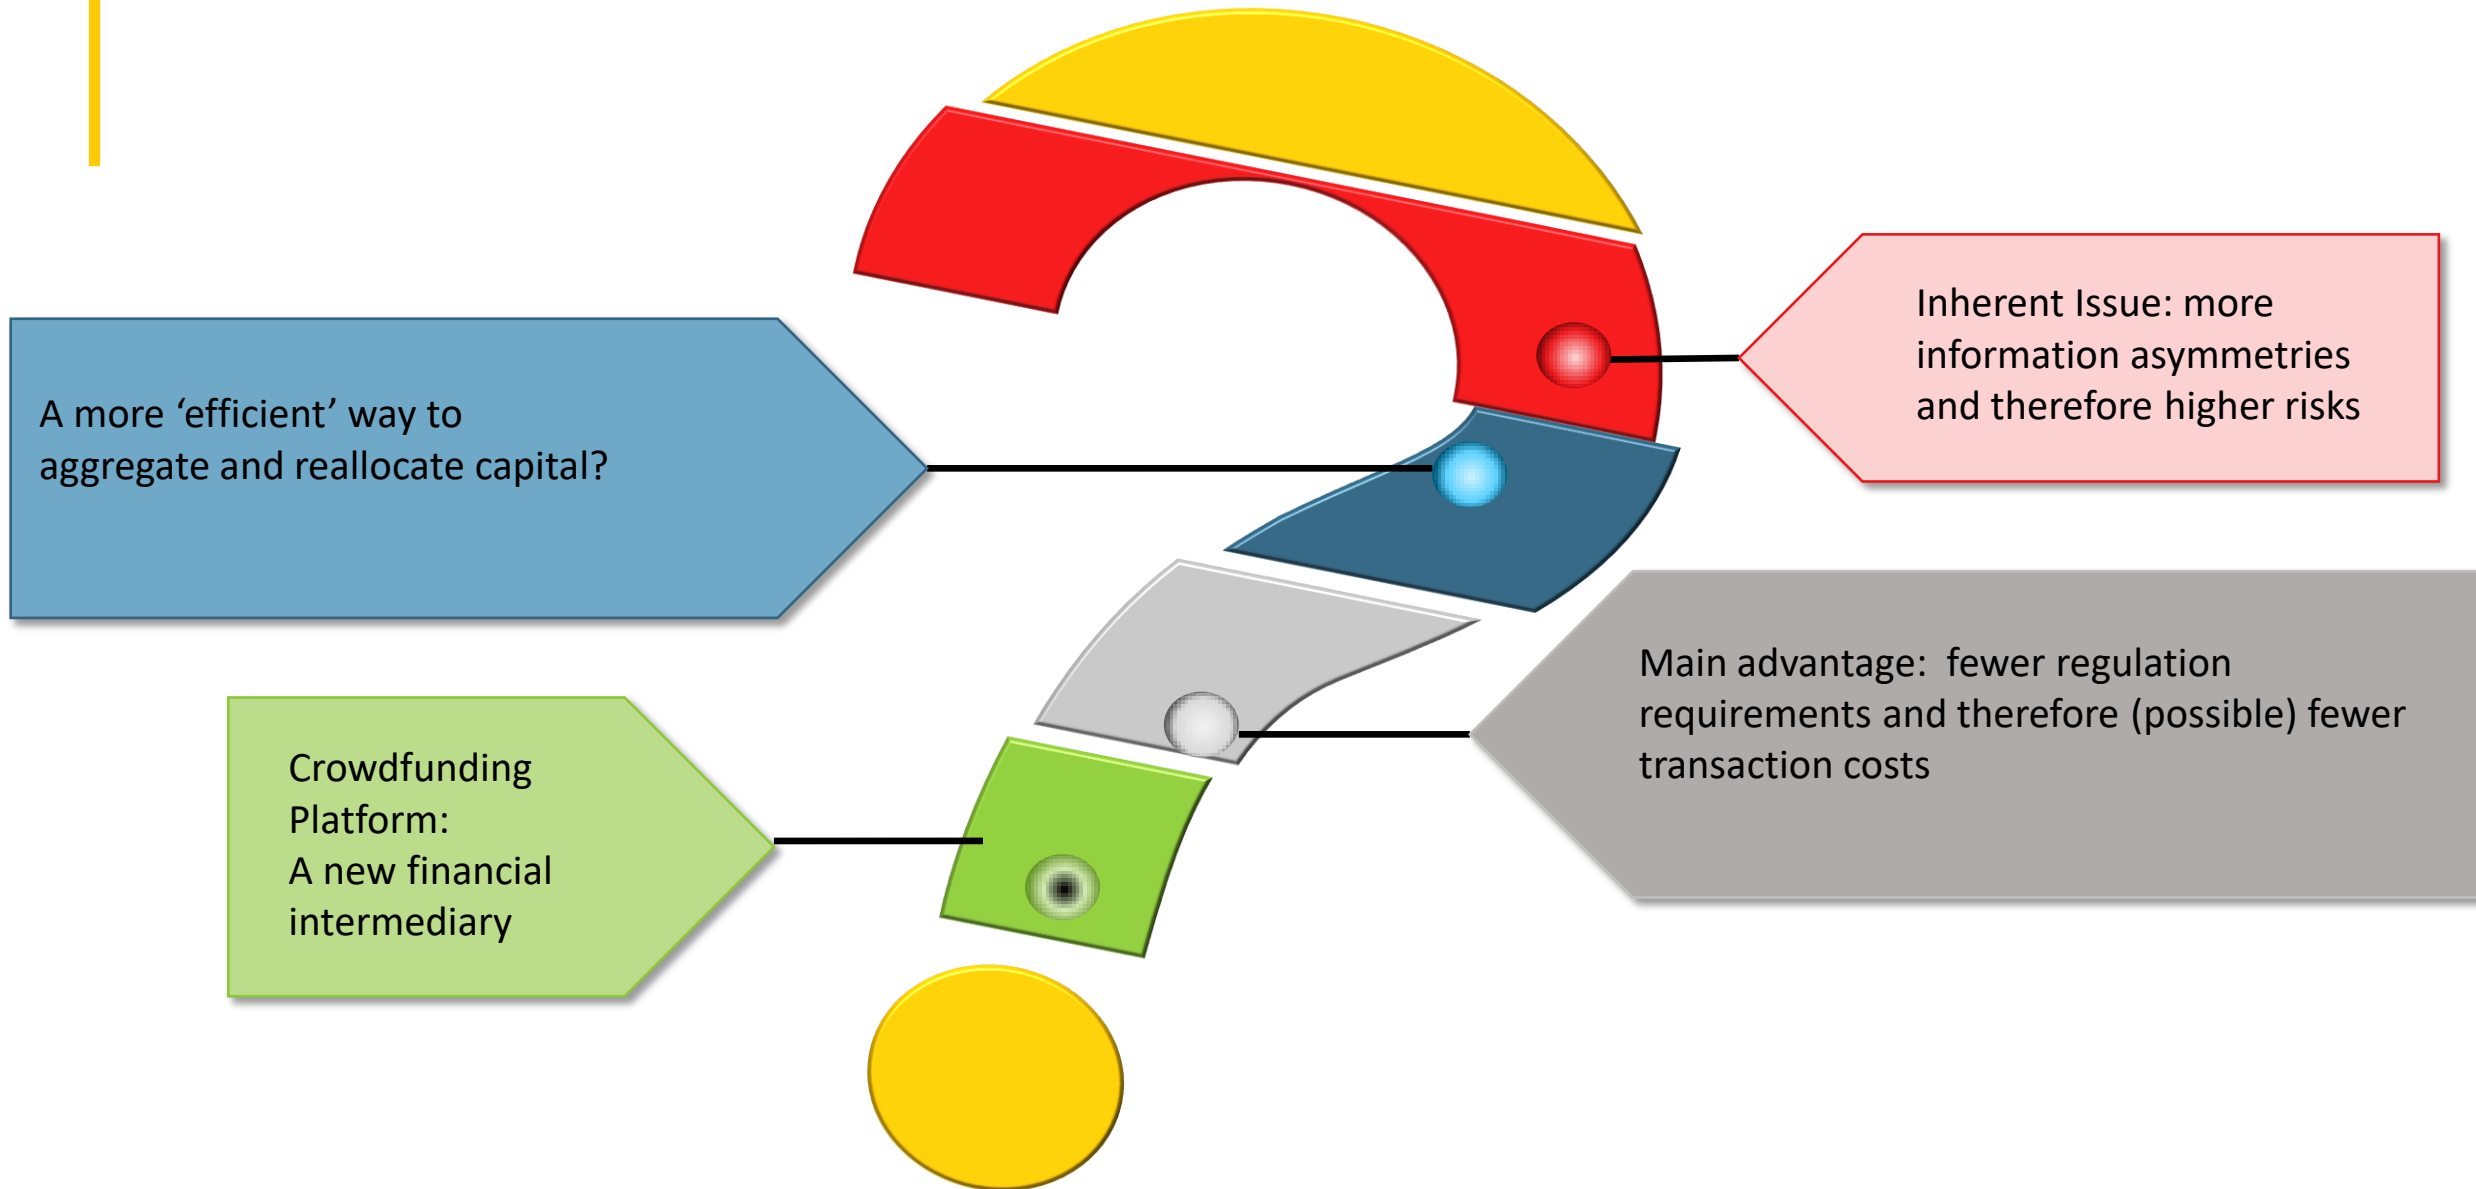 Inherent Issue: more
information asymmetries
and therefore higher risks
A more ‘efficient’ way to
aggregate and reallocate capital?
Main advantage:  fewer regulation
requirements and therefore (possible) fewer
transaction costs
Crowdfunding
Platform:
A new financial
intermediary